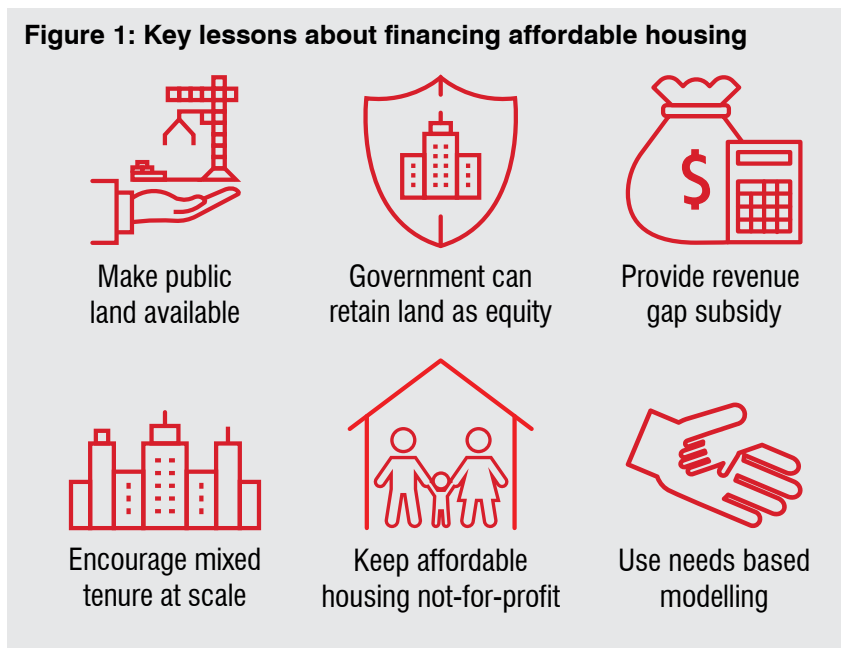 Figure 1: Key lessons about financing affordable housing
$
Make public
land available
Government can
retain land as equity
Provide revenue
gap subsidy
Encourage mixed
tenure at scale
Keep affordable
housing not-for-profit
Use needs based
modelling